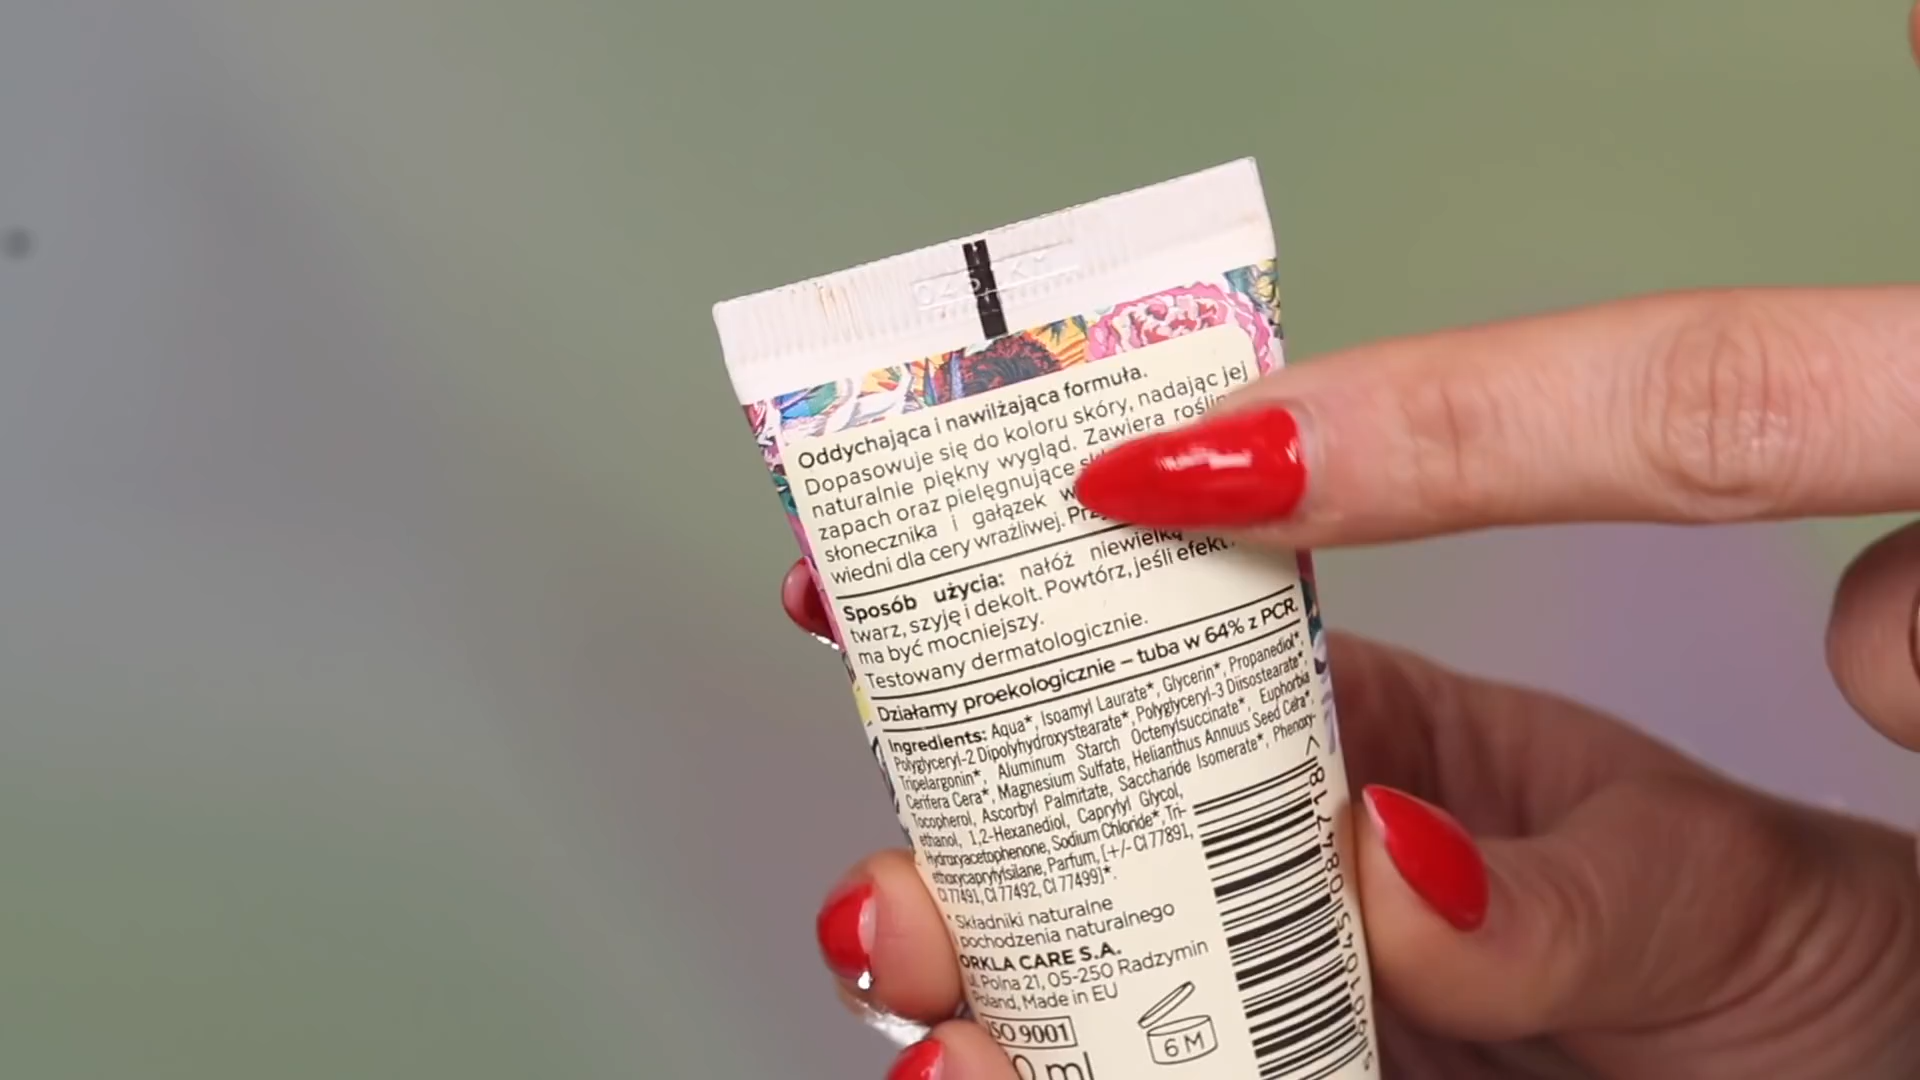 Oddychająca i nawilżająca formuła.
Dopasowuje się do koloru skóry, nadając jej
naturalnie piękny wygląd. Zawiera
zapach oraz pielęgnujące
słonecznika i gałązek
wiedni dla cery wrażliwej.
Sposób użycia: nałóż
twarz, szyję i dekolt. Powtórz, jeśli efekt
ma być mocniejszy.
Testowany dermatologicznie.
Działamy proekologicznie – tuba w 64% z PCR.
Ingredients: Aqua*, Isoamyl Laurate*, Glycerin*, Propanediol*,
Polyglyceryl-2 Dipolyhydroxystearate*, Polyglyceryl-3 Diisostearate*,
Tripelargonin*, Aluminum Starch Octenylsuccinate*, Euphorbia
Cerifera Cera*, Magnesium Sulfate, Helianthus Annuus Seed Cera*,
Tocopherol, Ascorbyl Palmitate, Saccharide Isomerate*, Phenoxy-
ethanol, 1,2-Hexanediol, Caprylyl Glycol,
Hydroxyacetophenone, Sodium Chloride*, Tri-
ethoxycaprylylsilane, Parfum, [+/- CI 77891,
CI 77491, CI 77492, CI 77499]*.
* Składniki naturalne
i pochodzenia naturalnego
ORKLA CARE S.A.
ul. Polna 21, 05-250 Radzymin
Poland, Made in EU
ISO 9001
6 M
ml